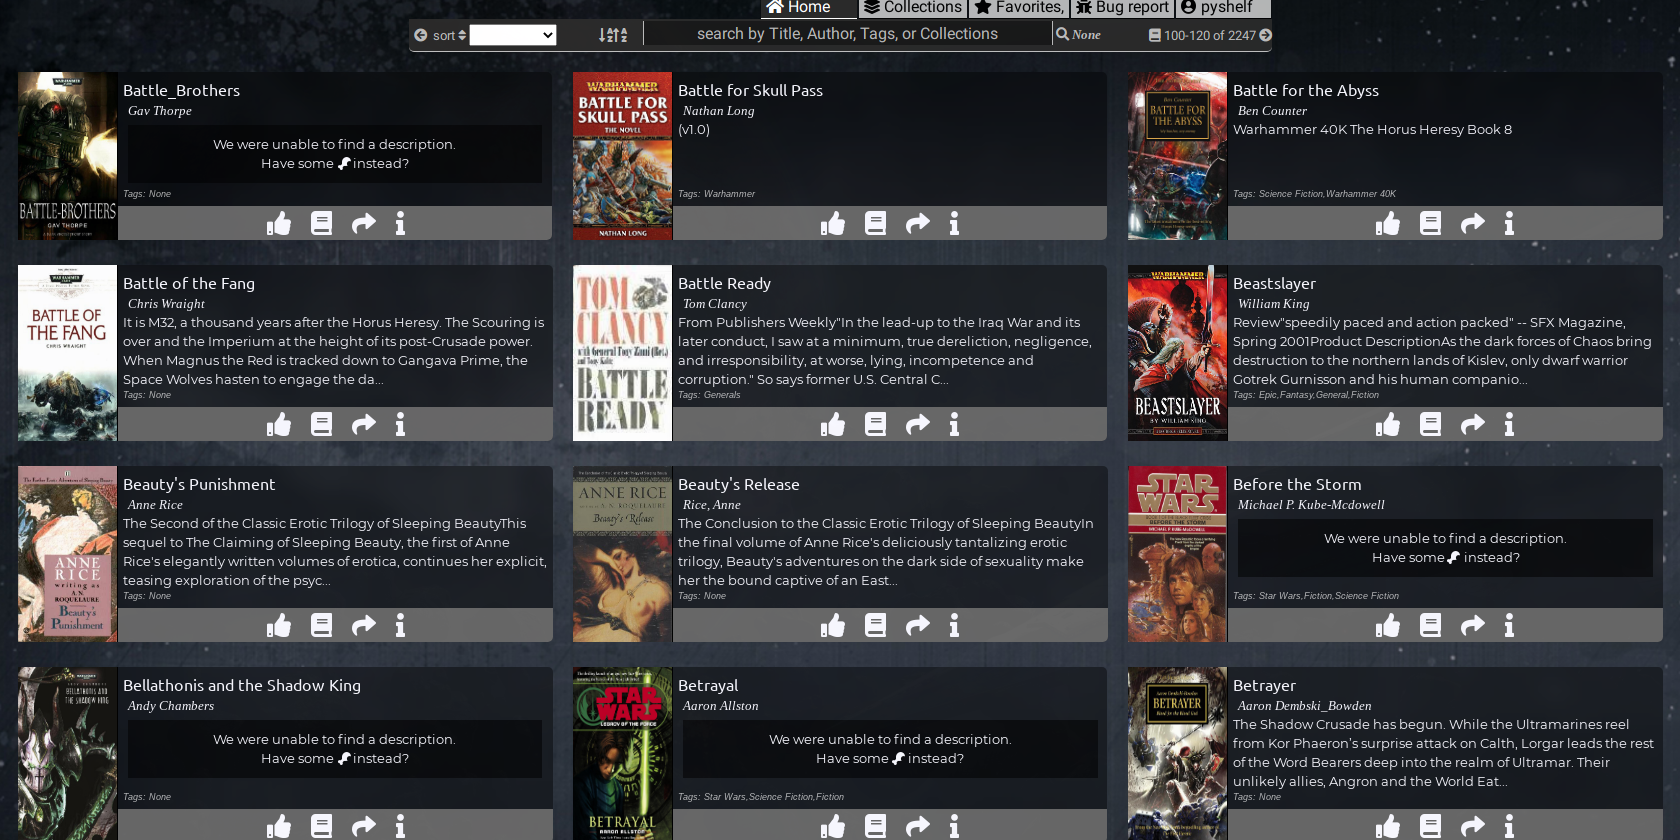 Home Collections Favorites, Bug report pyshelf
sort search by Title, Author, Tags, or Collections None 100-120 of 2247
Battle_Brothers
Gav Thorpe
We were unable to find a description.
Have some instead?
Tags: None
BATTLE-BROTHERS
GAV THORPE
Battle for Skull Pass
Nathan Long
(v1.0)
Tags: Warhammer
WARHAMMER
BATTLE FOR
SKULL PASS
THE NOVEL
NATHAN LONG
Battle for the Abyss
Ben Counter
Warhammer 40K The Horus Heresy Book 8
Tags: Science Fiction,Warhammer 40K
Ben Counter
BATTLE FOR
THE ABYSS
Battle of the Fang
Chris Wraight
It is M32, a thousand years after the Horus Heresy. The Scouring is
over and the Imperium at the height of its post-Crusade power.
When Magnus the Red is tracked down to Gangava Prime, the
Space Wolves hasten to engage the da...
Tags: None
BATTLE OF
THE FANG
CHRIS WRAIGHT
Battle Ready
Tom Clancy
From Publishers Weekly"In the lead-up to the Iraq War and its
later conduct, I saw at a minimum, true dereliction, negligence,
and irresponsibility, at worse, lying, incompetence and
corruption." So says former U.S. Central C...
Tags: Generals
TOM
CLANCY
with General Tony Zinni (Ret.)
and Tony Koltz
BATTLE
READY
Beastslayer
William King
Review"speedily paced and action packed" -- SFX Magazine,
Spring 2001Product DescriptionAs the dark forces of Chaos bring
destruction to the northern lands of Kislev, only dwarf warrior
Gotrek Gurnisson and his human companio...
Tags: Epic,Fantasy,General,Fiction
WARHAMMER
BEASTSLAYER
BY WILLIAM KING
Beauty's Punishment
Anne Rice
The Second of the Classic Erotic Trilogy of Sleeping BeautyThis
sequel to The Claiming of Sleeping Beauty, the first of Anne
Rice's elegantly written volumes of erotica, continues her explicit,
teasing exploration of the psyc...
Tags: None
ANNE
RICE
writing as
A.N.
ROQUELAURE
Beauty's
Punishment
Beauty's Release
Rice, Anne
The Conclusion to the Classic Erotic Trilogy of Sleeping BeautyIn
the final volume of Anne Rice's deliciously tantalizing erotic
trilogy, Beauty's adventures on the dark side of sexuality make
her the bound captive of an East...
Tags: None
ANNE RICE
Beauty's Release
Before the Storm
Michael P. Kube-Mcdowell
We were unable to find a description.
Have some instead?
Tags: Star Wars,Fiction,Science Fiction
STAR
WARS
BEFORE THE STORM
MICHAEL P. KUBE-MCDOWELL
Bellathonis and the Shadow King
Andy Chambers
We were unable to find a description.
Have some instead?
Tags: None
BELLATHONIS AND
THE SHADOW KING
Betrayal
Aaron Allston
We were unable to find a description.
Have some instead?
Tags: Star Wars,Science Fiction,Fiction
STAR
WARS
LEGACY OF THE FORCE
BETRAYAL
AARON ALLSTON
Betrayer
Aaron Dembski_Bowden
The Shadow Crusade has begun. While the Ultramarines reel
from Kor Phaeron's surprise attack on Calth, Lorgar leads the rest
of the Word Bearers deep into the realm of Ultramar. Their
unlikely allies, Angron and the World Eat...
Tags: None
BETRAYER